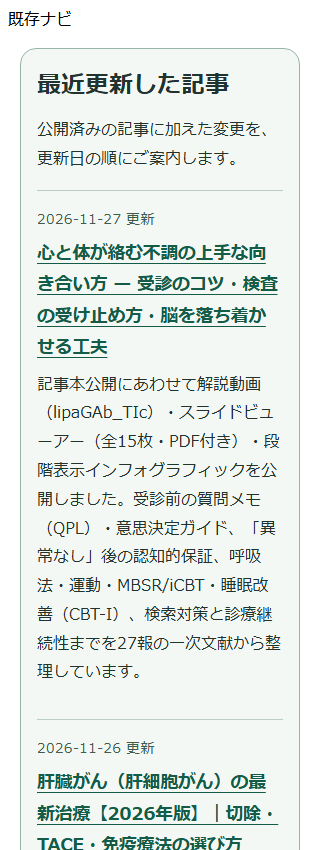 既存ナビ
最近更新した記事
公開済みの記事に加えた変更を、
更新日の順にご案内します。
2026-11-27 更新
心と体が絡む不調の上手な向
き合い方 — 受診のコツ・検査
の受け止め方・脳を落ち着か
せる工夫
記事本公開にあわせて解説動画
（lipaGAb_TIc）・スライドビュ
ーアー（全15枚・PDF付き）・段
階表示インフォグラフィックを公
開しました。受診前の質問メモ
（QPL）・意思決定ガイド、「異
常なし」後の認知的保証、呼吸
法・運動・MBSR/iCBT・睡眠改
善（CBT-I）、検索対策と診療継
続性までを27報の一次文献から整
理しています。
2026-11-26 更新
肝臓がん（肝細胞がん）の最
新治療【2026年版】｜切除・
TACE・免疫療法の選び方